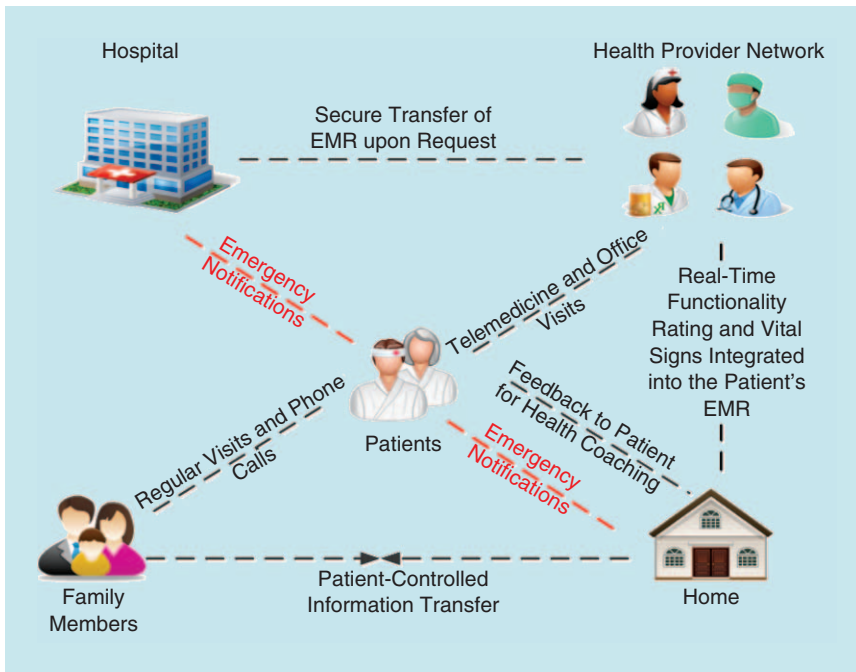 Hospital
Health Provider Network
Secure Transfer of
EMR upon Request
Emergency
Notifications
Telemedicine and Office
Visits
Real-Time
Functionality
Rating and Vital
Signs Integrated
into the Patient's
EMR
Patients
Feedback to Patient
for Health Coaching
Regular Visits and Phone
Calls
Emergency
Notifications
Family
Members
Patient-Controlled
Information Transfer
Home